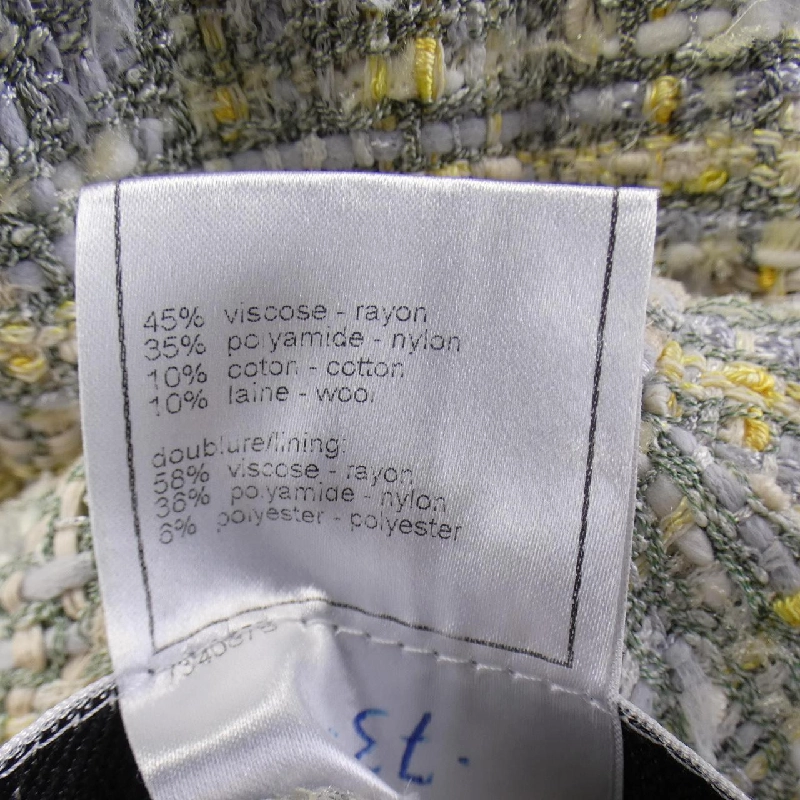 45% viscose - rayon
35% polyamide - nylon
10% coton - cotton
10% laine - wool
doublure/lining:
58% viscose - rayon
36% polyamide - nylon
6% polyester - polyester